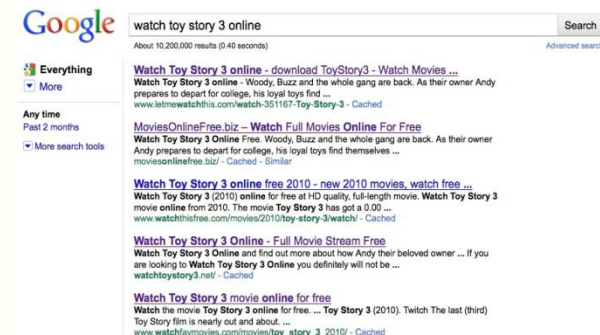 Google
watch toy story 3 online
Search
About 10,200,000 results (0.40 seconds)
Advanced searc
Everything
More
Any time
Past 2 months
More search tools
Watch Toy Story 3 online - download ToyStory3 - Watch Movies ...
Watch Toy Story 3 online - Woody, Buzz and the whole gang are back. As their owner Andy
prepares to depart for college, his loyal toys find ...
www.letmewatchthis.com/watch-351167-Toy-Story-3 - Cached
MoviesOnlineFree.biz – Watch Full Movies Online For Free
Watch Toy Story 3 Online Free. Woody, Buzz and the whole gang are back. As their owner
Andy prepares to depart for college, his loyal toys find themselves ...
moviesonlinefree.biz/ - Cached - Similar
Watch Toy Story 3 online free 2010 - new 2010 movies, watch free ...
Watch Toy Story 3 (2010) online for free at HD quality, full-length movie. Watch Toy Story 3
movie online from 2010. The movie Toy Story 3 has got a 0.00 ...
www.watchthisfree.com/movies/2010/toy-story-3/watch/ - Cached
Watch Toy Story 3 Online - Full Movie Stream Free
Watch Toy Story 3 Online and find out more about how Andy their beloved owner ... If you
are looking to Watch Toy Story 3 Online you definitely will not be ...
watchtoystory3.net/ - Cached
Watch Toy Story 3 movie online for free
Watch the movie Toy Story 3 online for free. ... Toy Story 3 (2010). Twitch The last (third)
Toy Story film is nearly out and about. ...
www.watchfavmovies.com/movies/toy_story_3_2010/ - Cached